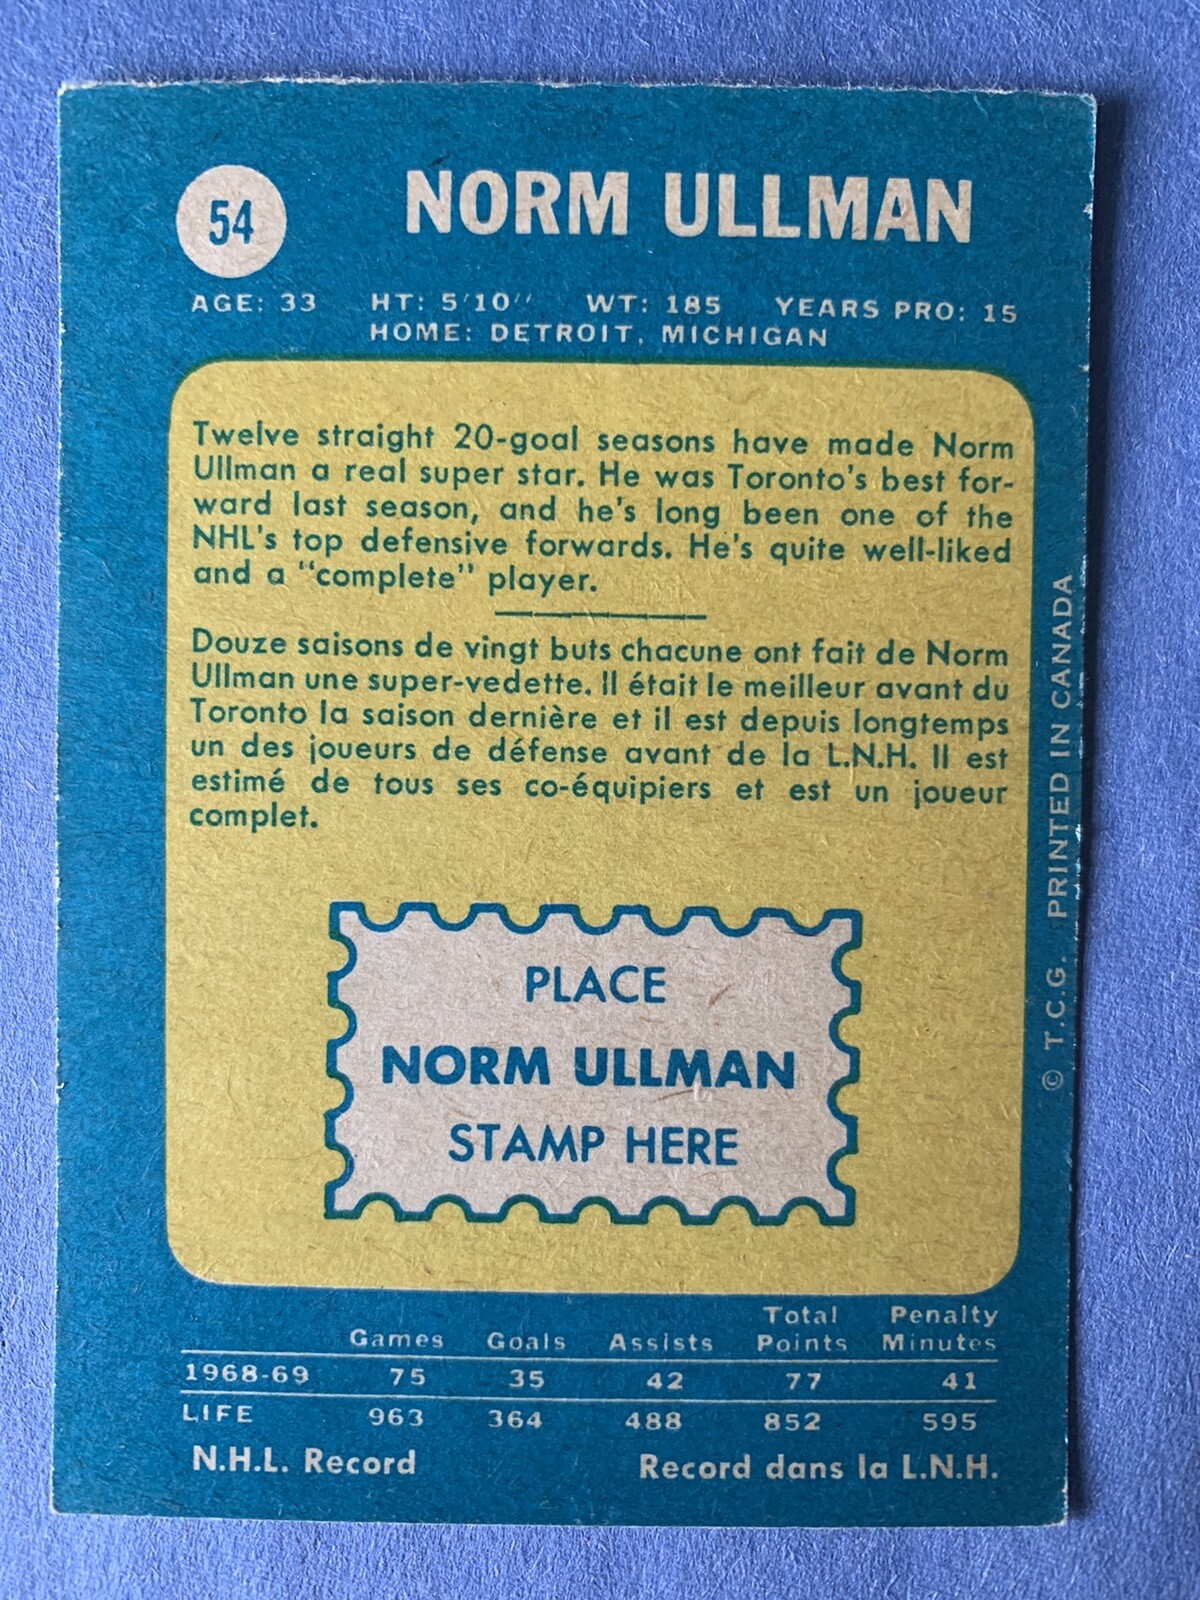 54
NORM ULLMAN
AGE: 33 HT: 5'10'' WT: 185 YEARS PRO: 15
HOME: DETROIT, MICHIGAN
Twelve straight 20-goal seasons have made Norm
Ullman a real super star. He was Toronto's best for-
ward last season, and he's long been one of the
NHL's top defensive forwards. He's quite well-liked
and a "complete" player.
Douze saisons de vingt buts chacune ont fait de Norm
Ullman une super-vedette. Il était le meilleur avant du
Toronto la saison dernière et il est depuis longtemps
un des joueurs de défense avant de la L.N.H. Il est
estimé de tous ses co-équipiers et est un joueur
complet.
PLACE
NORM ULLMAN
STAMP HERE
© T.C.G. PRINTED IN CANADA
Games Goals Assists Total Points Penalty Minutes
1968-69 75 35 42 77 41
LIFE 963 364 488 852 595
N.H.L. Record Record dans la L.N.H.